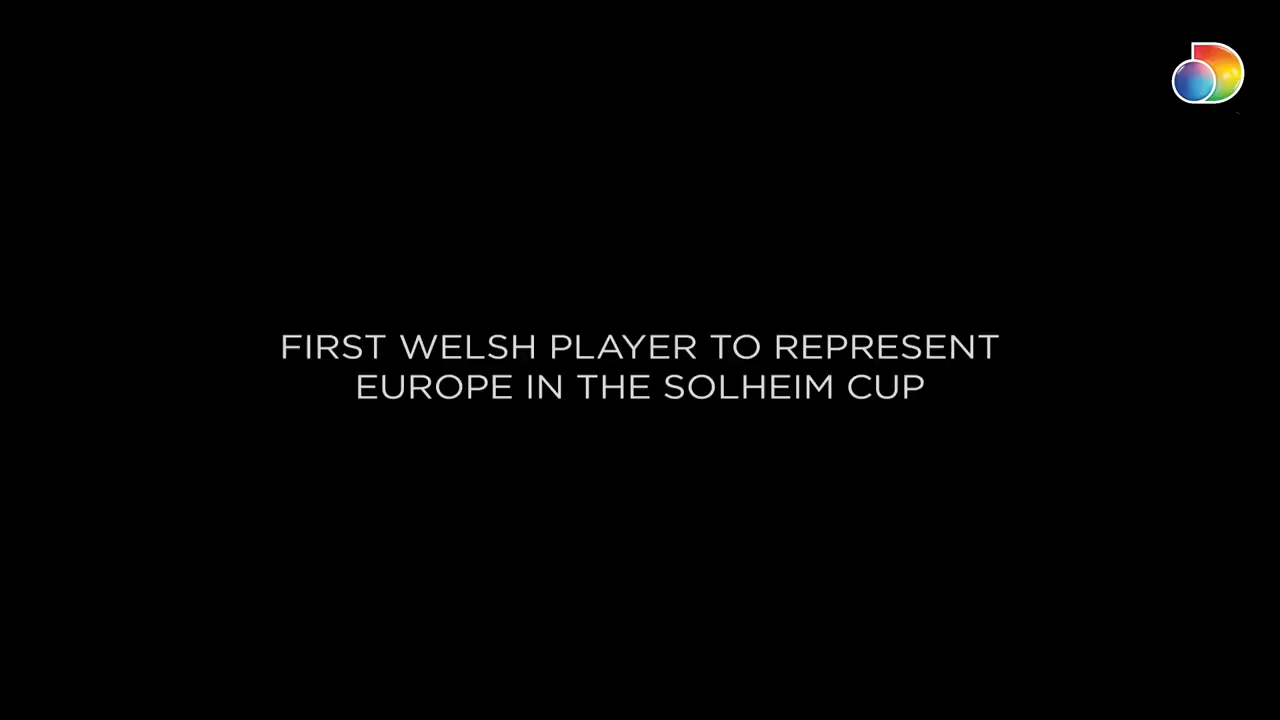 FIRST WELSH PLAYER TO REPRESENT
EUROPE IN THE SOLHEIM CUP